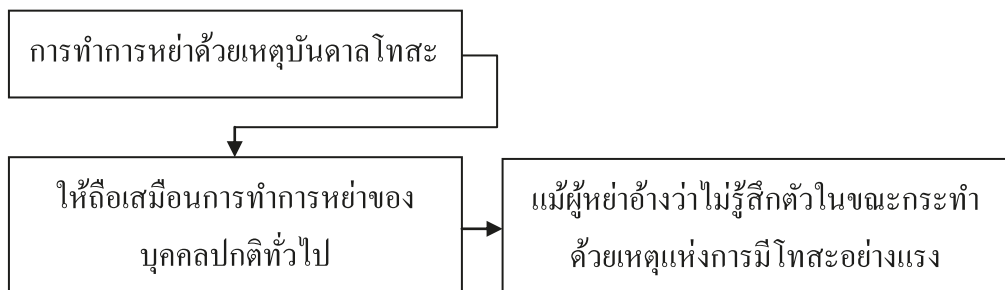 การทำการหย่าด้วยเหตุบันดาลโทสะ
ให้ถือเสมือนการทำการหย่าของ
บุคคลปกติทั่วไป
แม้ผู้หย่าอ้างว่าไม่รู้สึกตัวในขณะกระทำ
ด้วยเหตุแห่งการมีโทสะอย่างแรง